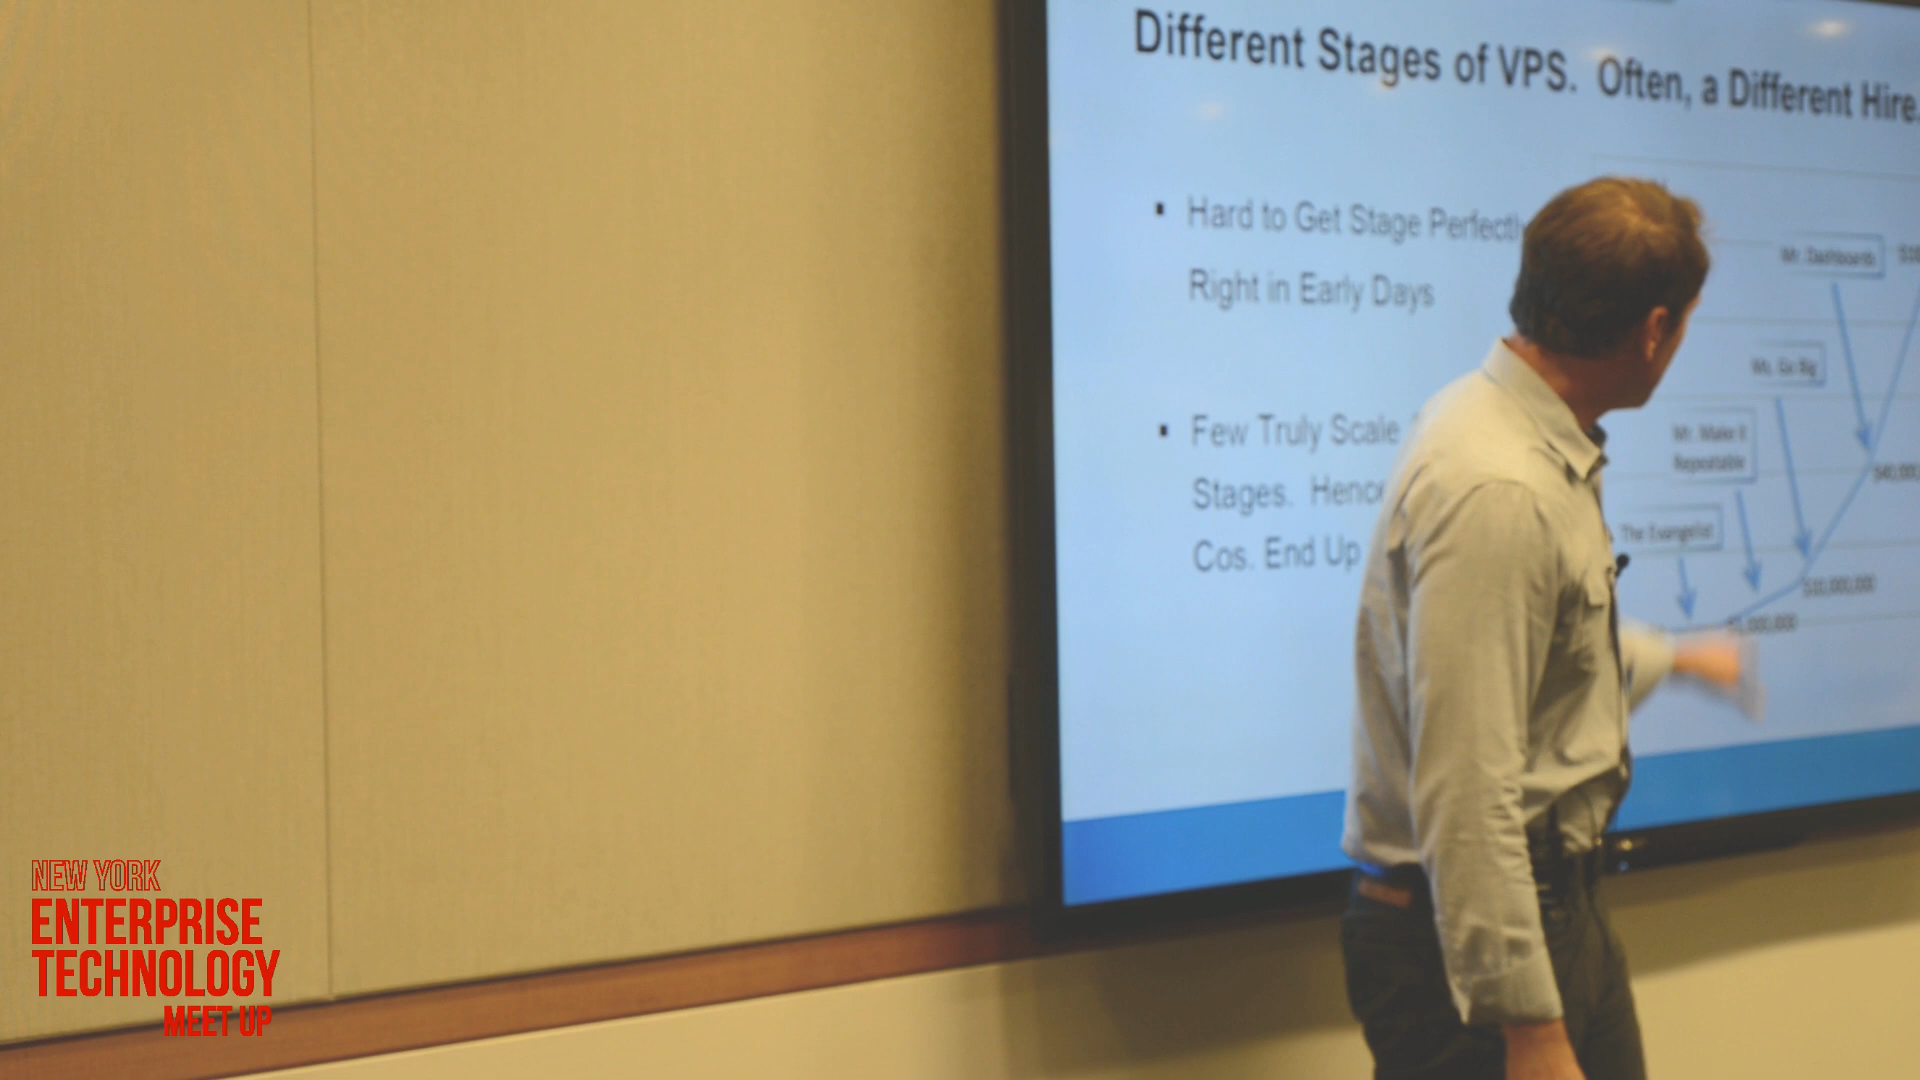 Different Stages of VPS. Often, a Different Hire.
Hard to Get Stage Perfectly
Right in Early Days
Few Truly Scale
Stages. Hence
Cos. End Up
Mr. Dashboards
Ms. Go Big
Mr. Make It
Repeatable
The Evangelist
$10,000,000
NEW YORK
ENTERPRISE
TECHNOLOGY
MEET UP